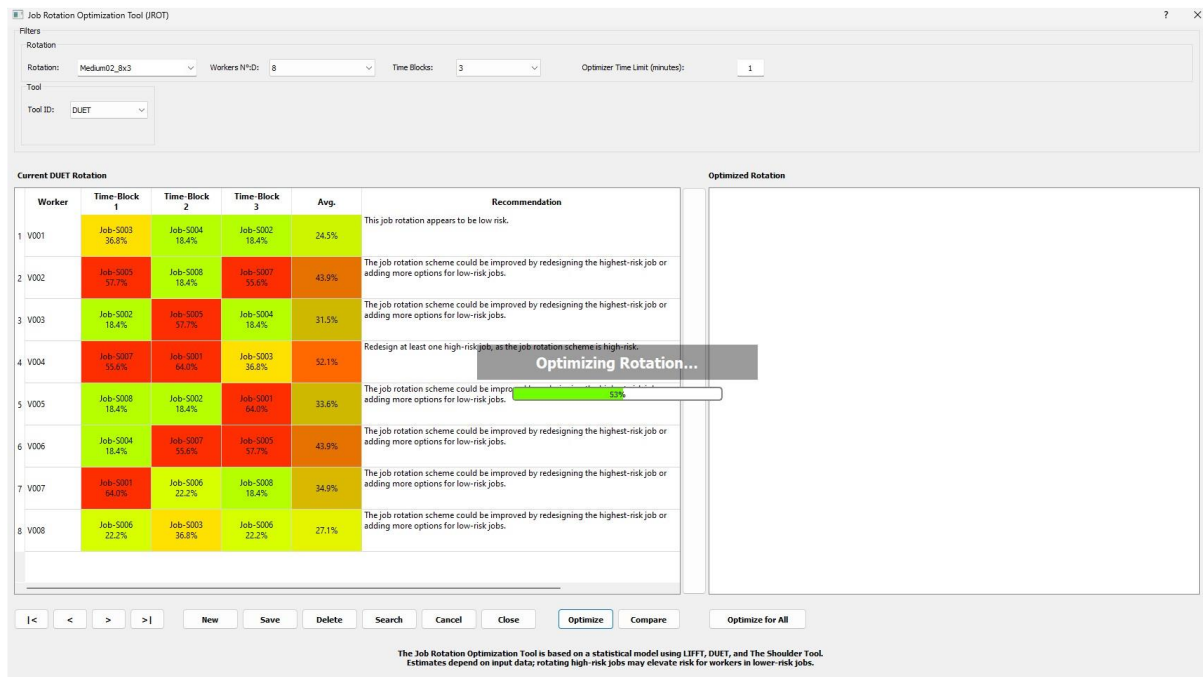 Job Rotation Optimization Tool (JROT)
? X
Filters
Rotation
Rotation: Medium02_8x3 Workers N°:D: 8 Time Blocks: 3 Optimizer Time Limit (minutes): 1
Tool
Tool ID: DUET
Current DUET Rotation
Worker Time-Block 1 Time-Block 2 Time-Block 3 Avg. Recommendation
1 V001 Job-S003 36.8% Job-S004 18.4% Job-S002 18.4% 24.5% This job rotation appears to be low risk.
2 V002 Job-S005 57.7% Job-S008 18.4% Job-S007 55.6% 43.9% The job rotation scheme could be improved by redesigning the highest-risk job or
adding more options for low-risk jobs.
3 V003 Job-S002 18.4% Job-S005 57.7% Job-S004 18.4% 31.5% The job rotation scheme could be improved by redesigning the highest-risk job or
adding more options for low-risk jobs.
4 V004 Job-S007 55.6% Job-S001 64.0% Job-S003 36.8% 52.1% Redesign at least one high-risk job, as the job rotation scheme is high-risk.
5 V005 Job-S008 18.4% Job-S002 18.4% Job-S001 64.0% 33.6% The job rotation scheme could be
adding more options for low-risk jobs.
6 V006 Job-S004 18.4% Job-S007 55.6% Job-S005 57.7% 43.9% The job rotation scheme could be improved by redesigning the highest-risk job or
adding more options for low-risk jobs.
7 V007 Job-S001 64.0% Job-S006 22.2% Job-S008 18.4% 34.9% The job rotation scheme could be improved by redesigning the highest-risk job or
adding more options for low-risk jobs.
8 V008 Job-S006 22.2% Job-S003 36.8% Job-S006 22.2% 27.1% The job rotation scheme could be improved by redesigning the highest-risk job or
adding more options for low-risk jobs.
Optimizing Rotation...
53%
Optimized Rotation
|< < > >| New Save Delete Search Cancel Close Optimize Compare Optimize for All
The Job Rotation Optimization Tool is based on a statistical model using LIFFT, DUET, and The Shoulder Tool.
Estimates depend on input data; rotating high-risk jobs may elevate risk for workers in lower-risk jobs.